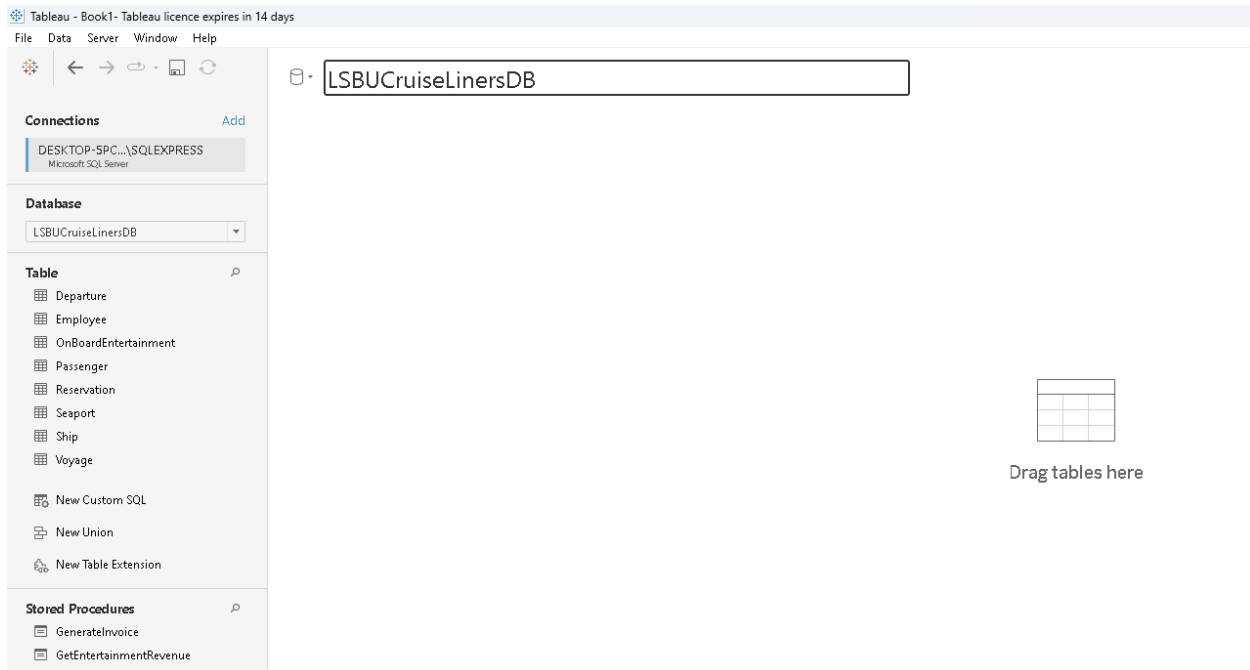 Tableau - Book1- Tableau licence expires in 14 days
File Data Server Window Help
LSBUCruiseLinersDB
Connections Add
DESKTOP-5PC...\SQLEXPRESS
Microsoft SQL Server
Database
LSBUCruiseLinersDB
Table
Departure
Employee
OnBoardEntertainment
Passenger
Reservation
Seaport
Ship
Voyage
New Custom SQL
New Union
New Table Extension
Stored Procedures
GenerateInvoice
GetEntertainmentRevenue
Drag tables here